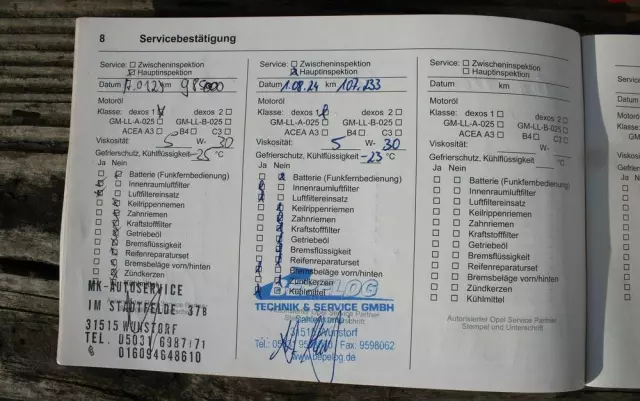 8 Servicebestätigung
Service: Zwischeninspektion
Hauptinspektion
Datum km
Motoröl
Klasse: dexos 1 dexos 2
GM-LL-A-025 GM-LL-B-025
ACEA A3 B4 C3
Viskosität: 5 W- 30
Gefrierschutz, Kühlflüssigkeit -25 °C
Ja Nein
Batterie (Funkfernbedienung)
Innenraumluftfilter
Luftfiltereinsatz
Keilrippenriemen
Zahnriemen
Kraftstofffilter
Getriebeöl
Bremsflüssigkeit
Reifenreparaturset
Bremsbeläge vorn/hinten
Zündkerzen
MK-AUTOSERVICE
IM STADTFELDE 37B
31515 WUNSTORF
TEL. 05031 6987171
016094648610
Service: Zwischeninspektion
Hauptinspektion
Datum 1.08.24 107.233 km
Motoröl
Klasse: dexos 1 dexos 2
GM-LL-A-025 GM-LL-B-025
ACEA A3 B4 C3
Viskosität: 5 W- 30
Gefrierschutz, Kühlflüssigkeit -23 °C
Ja Nein
Batterie (Funkfernbedienung)
Innenraumluftfilter
Luftfiltereinsatz
Keilrippenriemen
Zahnriemen
Kraftstofffilter
Getriebeöl
Bremsflüssigkeit
Reifenreparaturset
Bremsbeläge vorn/hinten
Zündkerzen
Kühlmittel
TECHNIK & SERVICE GMBH
31515 Wunstorf
Fax: 9598062
www.bepelog.de
Service: Zwischeninspektion
Hauptinspektion
Datum km
Motoröl
Klasse: dexos 1 dexos 2
GM-LL-A-025 GM-LL-B-025
ACEA A3 B4 C3
Viskosität: W-
Gefrierschutz, Kühlflüssigkeit °C
Ja Nein
Batterie (Funkfernbedienung)
Innenraumluftfilter
Luftfiltereinsatz
Keilrippenriemen
Zahnriemen
Kraftstofffilter
Getriebeöl
Bremsflüssigkeit
Reifenreparaturset
Bremsbeläge vorn/hinten
Zündkerzen
Kühlmittel
Autorisierter Opel Service Partner
Stempel und Unterschrift